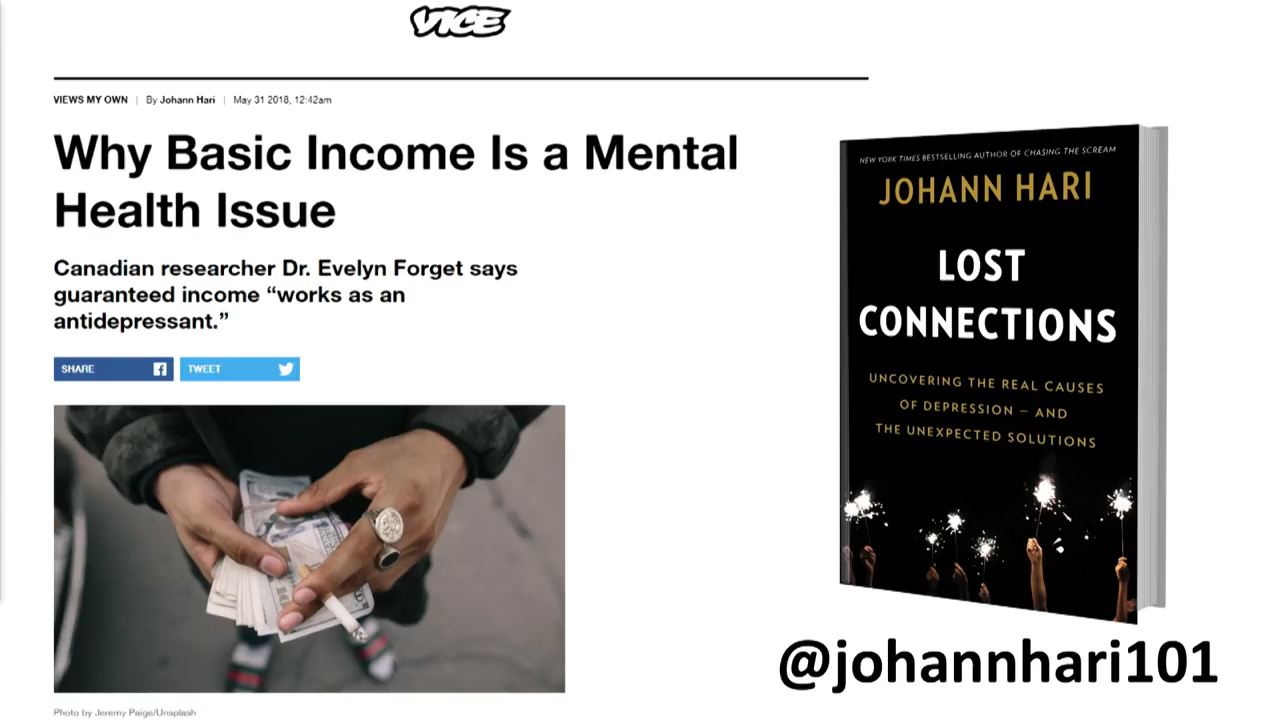 VICE
VIEWS MY OWN | By Johann Hari | May 31 2018, 12:42am
Why Basic Income Is a Mental
Health Issue
Canadian researcher Dr. Evelyn Forget says
guaranteed income “works as an
antidepressant.”
SHARE
TWEET
Photo by Jeremy Paige/Unsplash
NEW YORK TIMES BESTSELLING AUTHOR OF CHASING THE SCREAM
JOHANN HARI
LOST
CONNECTIONS
UNCOVERING THE REAL CAUSES
OF DEPRESSION – AND
THE UNEXPECTED SOLUTIONS
@johannhari101